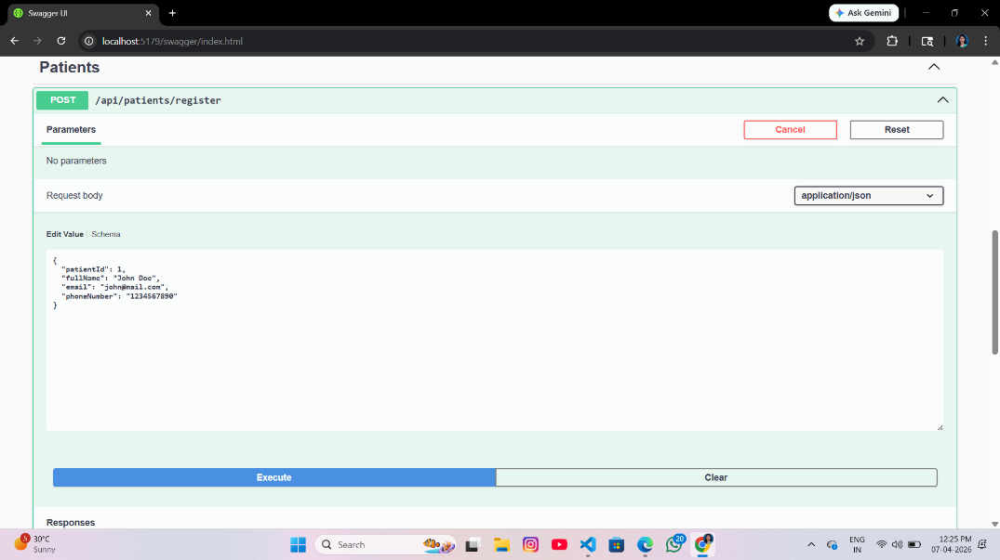 Swagger UI
Ask Gemini
localhost:5179/swagger/index.html
Patients
POST /api/patients/register
Parameters
Cancel
Reset
No parameters
Request body
application/json
Edit Value | Schema
{
  "patientId": 1,
  "fullName": "John Doe",
  "email": "john@mail.com",
  "phoneNumber": "1234567890"
}
Execute
Clear
Responses
5
30°C
Sunny
Search
20
ENG
IN
12:25 PM
07-04-2026